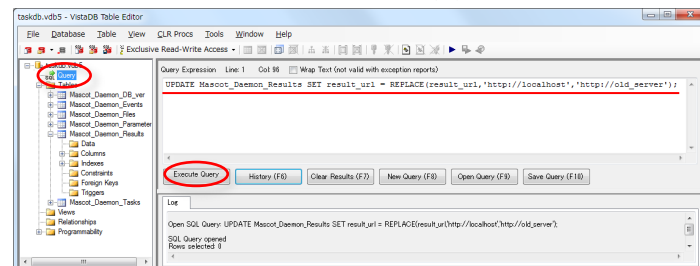 taskdb.vdb5 - VistaDB Table Editor
File Database Table View CLR Procs Tools Window Help
Exclusive Read-Write Access
taskdb.vdb5
SQL Query
Tables
Mascot_Daemon_DB_ver
Mascot_Daemon_Events
Mascot_Daemon_Files
Mascot_Daemon_Parameter
Mascot_Daemon_Results
Data
Columns
Indexes
Constraints
Foreign Keys
Triggers
Mascot_Daemon_Tasks
Views
Relationships
Programmability
Query Expression Line: 1 Col: 96 Wrap Text (not valid with exception reports)
UPDATE Mascot_Daemon_Results SET result_url = REPLACE(result_url,'http://localhost','http://old_server');
Execute Query History (F6) Clear Results (F7) New Query (F8) Open Query (F9) Save Query (F10)
Log
Open SQL Query: UPDATE Mascot_Daemon_Results SET result_url = REPLACE(result_url,'http://localhost','http://old_server');
SQL Query opened
Rows selected: 0